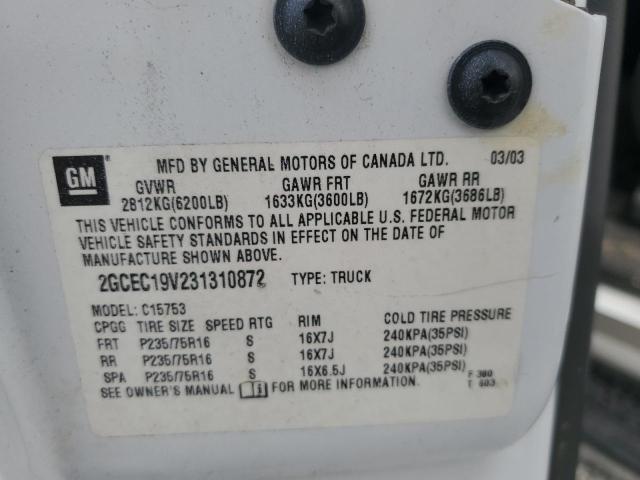 GM
MFD BY GENERAL MOTORS OF CANADA LTD. 03/03
GVWR GAWR FRT GAWR RR
2812KG(6200LB) 1633KG(3600LB) 1672KG(3686LB)
THIS VEHICLE CONFORMS TO ALL APPLICABLE U.S. FEDERAL MOTOR
VEHICLE SAFETY STANDARDS IN EFFECT ON THE DATE OF
MANUFACTURE SHOWN ABOVE.
2GCEC19V231310872 TYPE: TRUCK
MODEL: C15753
CPGG TIRE SIZE SPEED RTG RIM COLD TIRE PRESSURE
FRT P235/75R16 S 16X7J 240KPA(35PSI)
RR P235/75R16 S 16X7J 240KPA(35PSI)
SPA P235/75R16 S 16X6.5J 240KPA(35PSI)
SEE OWNER'S MANUAL FOR MORE INFORMATION.
F 380
T 603